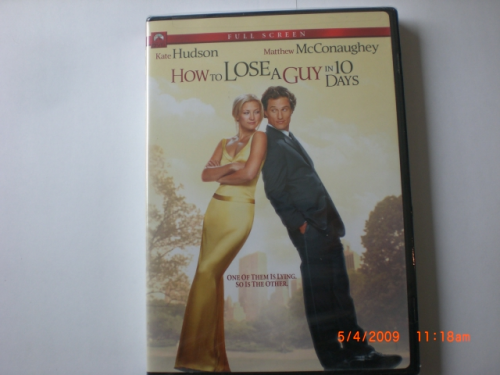 FULL SCREEN
Kate Hudson Matthew McConaughey
HOW TO LOSE A GUY IN 10 DAYS
ONE OF THEM IS LYING.
SO IS THE OTHER.
5/4/2009 11:18am